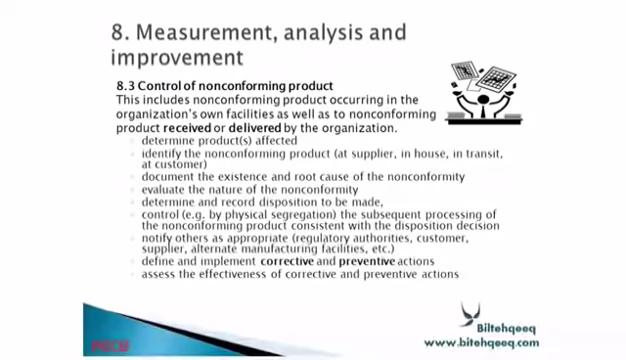 8. Measurement, analysis and
improvement
8.3 Control of nonconforming product
This includes nonconforming product occurring in the
organization's own facilities as well as to nonconforming
product received or delivered by the organization.
determine product(s) affected
identify the nonconforming product (at supplier, in house, in transit,
at customer)
document the existence and root cause of the nonconformity
evaluate the nature of the nonconformity
determine and record disposition to be made,
control (e.g. by physical segregation) the subsequent processing of
the nonconforming product consistent with the disposition decision
notify others as appropriate (regulatory authorities, customer,
supplier, alternate manufacturing facilities, etc.)
define and implement corrective and preventive actions
assess the effectiveness of corrective and preventive actions
Biltehqeeq
www.bitehqeeq.com
PECB